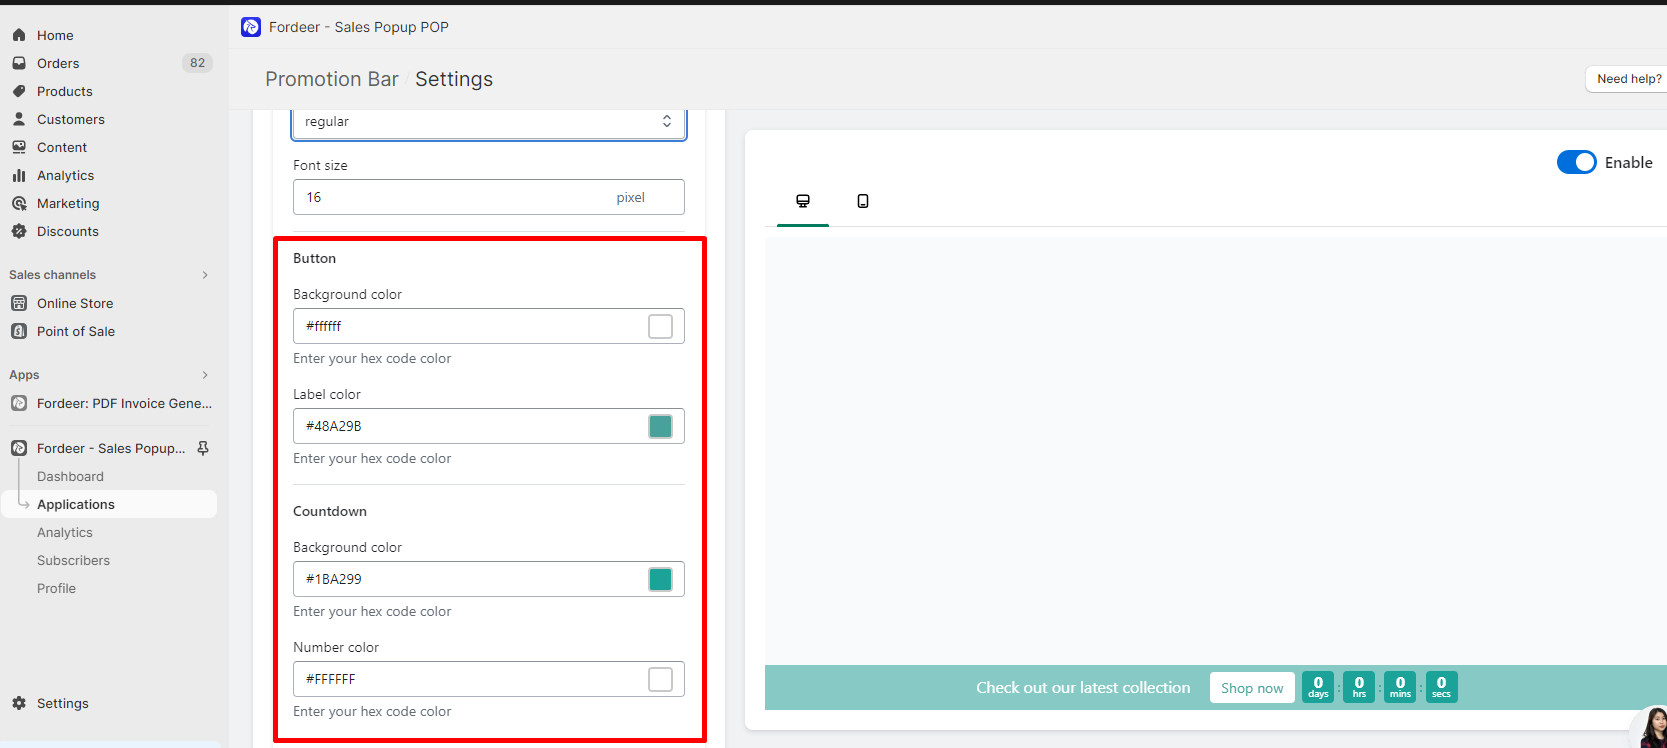 Fordeer - Sales Popup POP
Home
Orders 82
Products
Customers
Content
Analytics
Marketing
Discounts
Sales channels
Online Store
Point of Sale
Apps
Fordeer: PDF Invoice Gene...
Fordeer - Sales Popup...
Dashboard
Applications
Analytics
Subscribers
Profile
Settings
Promotion Bar / Settings
Need help?
regular
Font size
16 pixel
Button
Background color
#ffffff
Enter your hex code color
Label color
#48A29B
Enter your hex code color
Countdown
Background color
#1BA299
Enter your hex code color
Number color
#FFFFFF
Enter your hex code color
Enable
Check out our latest collection
Shop now
0 : 0 : 0 : 0
days hrs mins secs